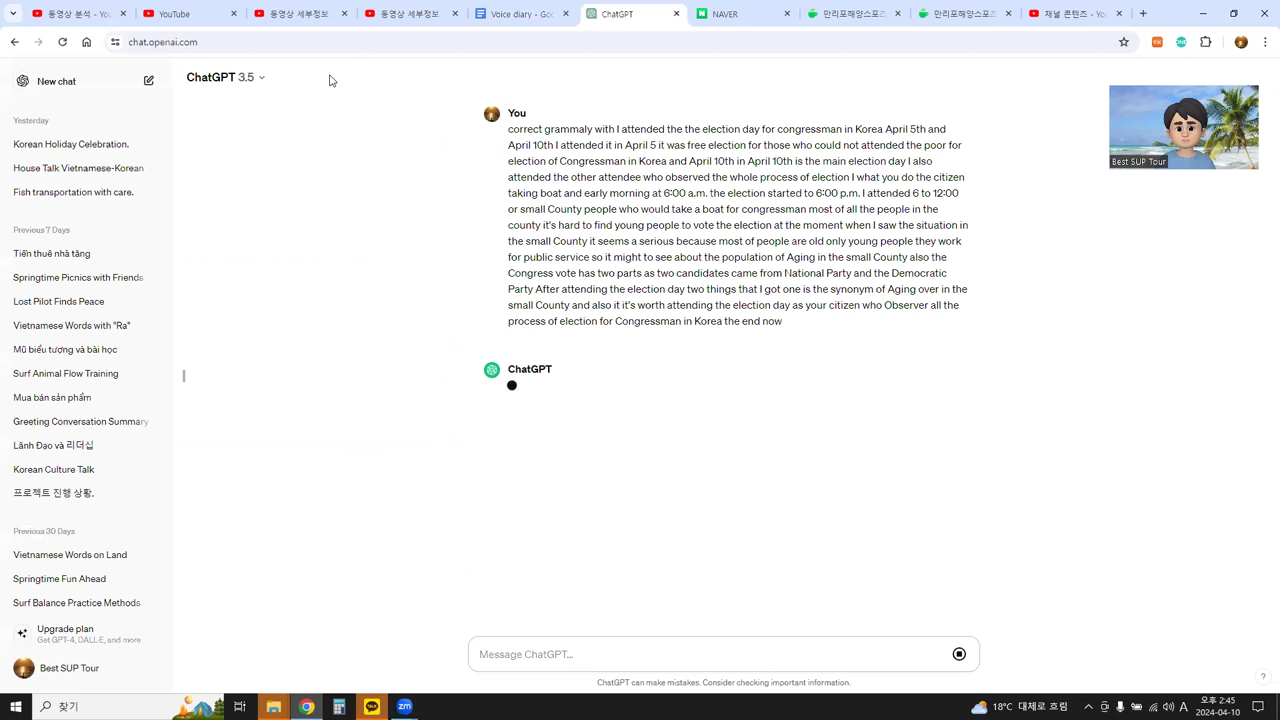 동영상 분석 - Yo
YouTube
동영상 세부정보
동영상 세부정보
Voice diary - Goo
ChatGPT
NAVER
만리포해양스포츠
만리포해양스포츠
채널 콘텐츠 - You
chat.openai.com
New chat
ChatGPT 3.5
Yesterday
Korean Holiday Celebration.
House Talk Vietnamese-Korean
Fish transportation with care.
Previous 7 Days
Tiền thuê nhà tăng
Springtime Picnics with Friends
Lost Pilot Finds Peace
Vietnamese Words with "Ra"
Mũ biểu tượng và bài học
Surf Animal Flow Training
Mua bán sản phẩm
Greeting Conversation Summary
Lãnh Đạo và 리더십
Korean Culture Talk
프로젝트 진행 상황.
Previous 30 Days
Vietnamese Words on Land
Springtime Fun Ahead
Surf Balance Practice Methods
Upgrade plan
Get GPT-4, DALL·E, and more
Best SUP Tour
You
correct grammaly with I attended the the election day for congressman in Korea April 5th and
April 10th I attended it in April 5 it was free election for those who could not attended the poor for
election of Congressman in Korea and April 10th in April 10th is the main election day I also
attended the other attendee who observed the whole process of election I what you do the citizen
taking boat and early morning at 6:00 a.m. the election started to 6:00 p.m. I attended 6 to 12:00
or small County people who would take a boat for congressman most of all the people in the
county it's hard to find young people to vote the election at the moment when I saw the situation in
the small County it seems a serious because most of people are old only young people they work
for public service so it might to see about the population of Aging in the small County also the
Congress vote has two parts as two candidates came from National Party and the Democratic
Party After attending the election day two things that I got one is the synonym of Aging over in the
small County and also it it's worth attending the election day as your citizen who Observer all the
process of election for Congressman in Korea the end now
ChatGPT
Best SUP Tour
Message ChatGPT...
ChatGPT can make mistakes. Consider checking important information.
?
찾기
18°C 대체로 흐림
A
오후 2:45
2024-04-10